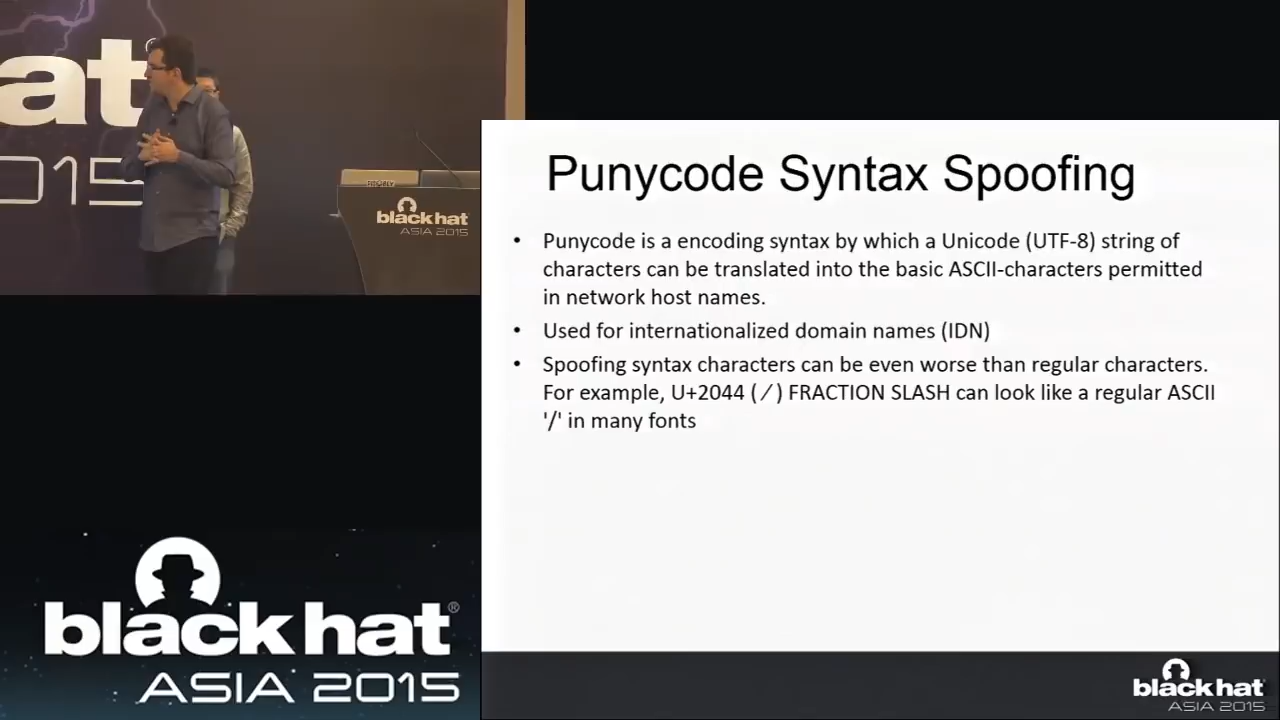 at
2015
black hat
ASIA 2015
Punycode Syntax Spoofing
• Punycode is a encoding syntax by which a Unicode (UTF-8) string of
characters can be translated into the basic ASCII-characters permitted
in network host names.
• Used for internationalized domain names (IDN)
• Spoofing syntax characters can be even worse than regular characters.
For example, U+2044 ( ⁄ ) FRACTION SLASH can look like a regular ASCII
'/' in many fonts
black hat®
ASIA 2015
black hat
ASIA 2015